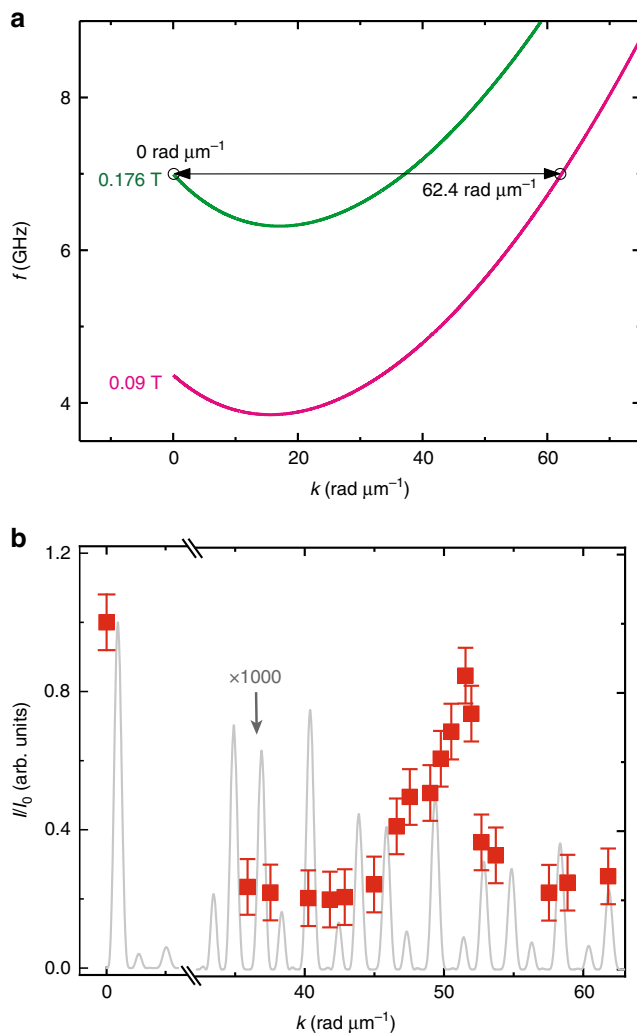 a
8
6
4
f (GHz)
0 rad μm⁻¹
0.176 T
62.4 rad μm⁻¹
0.09 T
0
20
40
60
k (rad μm⁻¹)
b
1.2
0.8
0.4
0.0
I/I₀ (arb. units)
×1000
0
40
50
60
k (rad μm⁻¹)